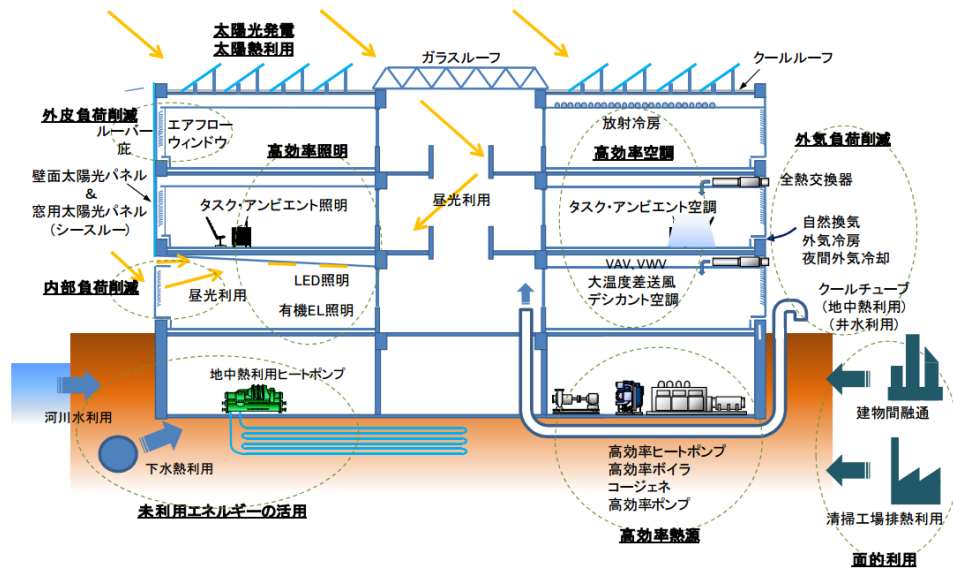 太陽光発電
太陽熱利用
ガラスルーフ
クールルーフ
外皮負荷削減
ルーバー
庇
エアフロー
ウィンドウ
高効率照明
放射冷房
高効率空調
外気負荷削減
壁面太陽光パネル
&
窓用太陽光パネル
(シースルー)
タスク・アンビエント照明
昼光利用
タスク・アンビエント空調
全熱交換器
自然換気
外気冷房
夜間外気冷却
内部負荷削減
昼光利用
LED照明
有機EL照明
VAV、VWV
大温度差送風
デシカント空調
クールチューブ
(地中熱利用)
(井水利用)
河川水利用
地中熱利用ヒートポンプ
下水熱利用
未利用エネルギーの活用
高効率ヒートポンプ
高効率ボイラ
コージェネ
高効率ポンプ
高効率熱源
建物間融通
清掃工場排熱利用
面的利用